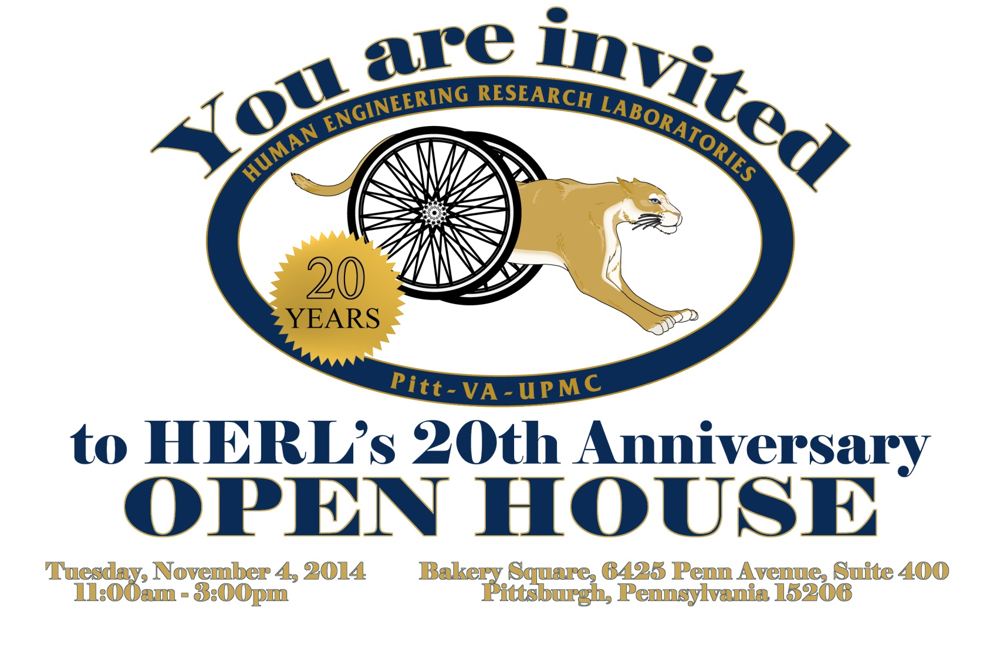 You are invited
HUMAN ENGINEERING RESEARCH LABORATORIES
20
YEARS
Pitt-VA-UPMC
to HERL's 20th Anniversary
OPEN HOUSE
Tuesday, November 4, 2014
11:00am - 3:00pm
Bakery Square, 6425 Penn Avenue, Suite 400
Pittsburgh, Pennsylvania 15206